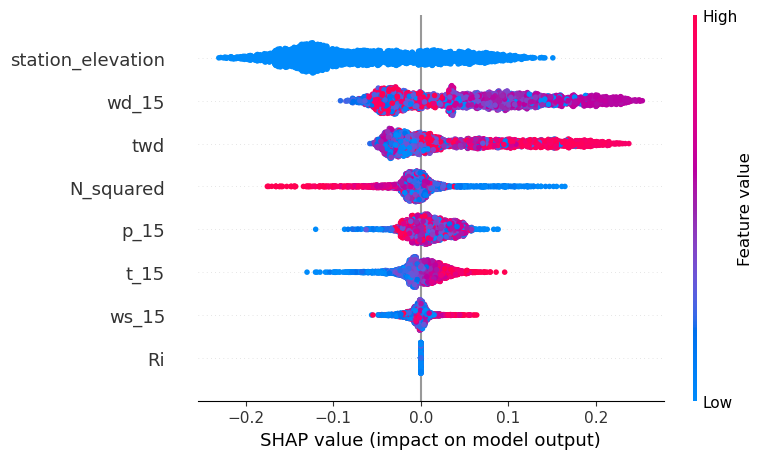 High
station_elevation
wd_15
twd
N_squared
p_15
t_15
ws_15
Ri
Feature value
Low
−0.2 −0.1 0.0 0.1 0.2
SHAP value (impact on model output)